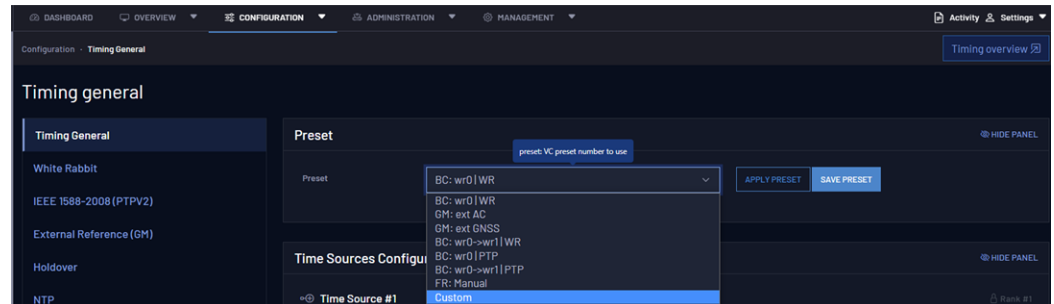 DASHBOARD OVERVIEW CONFIGURATION ADMINISTRATION MANAGEMENT Activity Settings
Configuration - Timing General Timing overview
Timing general
Timing General
White Rabbit
IEEE 1588-2008 (PTPV2)
External Reference (GM)
Holdover
NTP
Preset HIDE PANEL
preset: VC preset number to use
Preset BC: wr0|WR APPLY PRESET SAVE PRESET
BC: wr0|WR
GM: ext AC
GM: ext GNSS
BC: wr0->wr1|WR
BC: wr0|PTP
BC: wr0->wr1|PTP
FR: Manual
Custom
Time Sources Configu HIDE PANEL
Time Source #1 Rank #1